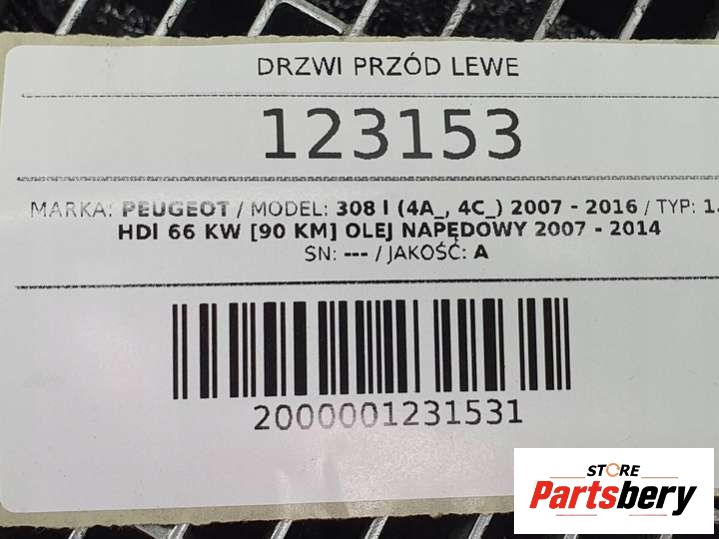 DRZWI PRZÓD LEWE
123153
MARKA: PEUGEOT / MODEL: 308 I (4A_, 4C_) 2007 - 2016 / TYP: 1.
HDI 66 KW [90 KM] OLEJ NAPĘDOWY 2007 - 2014
SN: --- / JAKOŚĆ: A
2000001231531
STORE
Partsbery